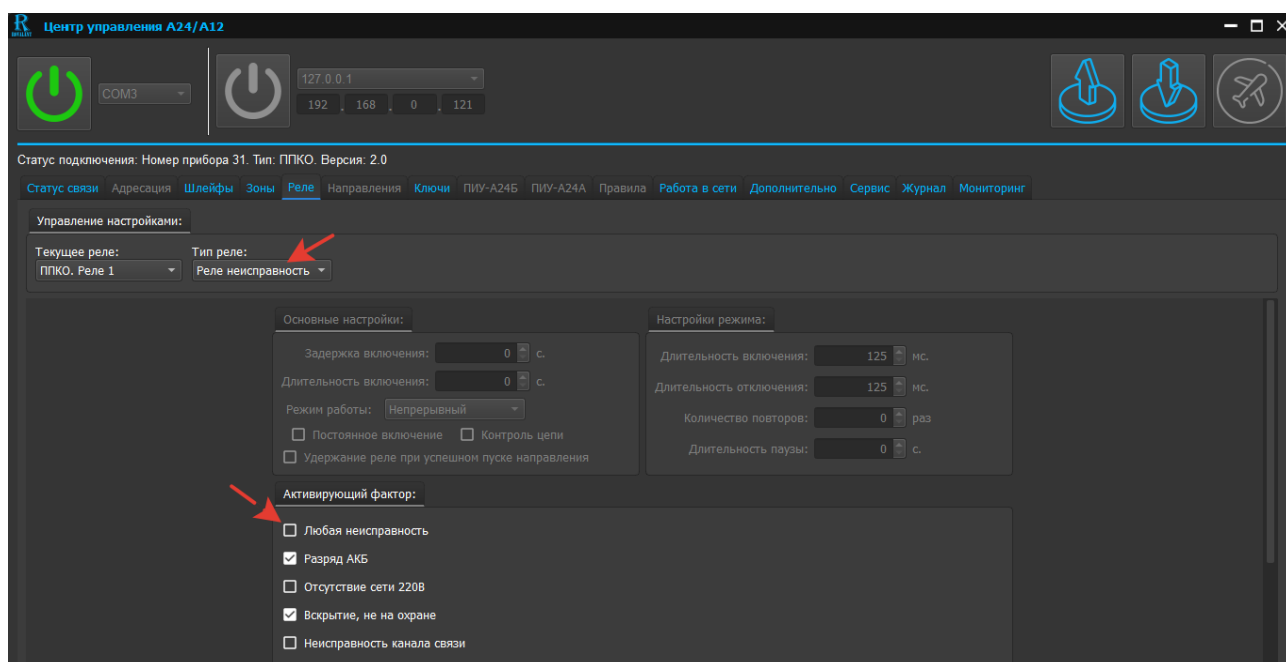 Центр управления А24/А12
COM3
127.0.0.1
192 . 168 . 0 . 121
Статус подключения: Номер прибора 31. Тип: ППКО. Версия: 2.0
Статус связи Адресация Шлейфы Зоны Реле Направления Ключи ПИУ-А24Б ПИУ-А24А Правила Работа в сети Дополнительно Сервис Журнал Мониторинг
Управление настройками:
Текущее реле: Тип реле:
ППКО. Реле 1 Реле неисправность
Основные настройки: Настройки режима:
Задержка включения: 0 с. Длительность включения: 125 мс.
Длительность включения: 0 с. Длительность отключения: 125 мс.
Режим работы: Непрерывный Количество повторов: 0 раз
Постоянное включение Контроль цепи Длительность паузы: 0 с.
Удержание реле при успешном пуске направления
Активирующий фактор:
Любая неисправность
Разряд АКБ
Отсутствие сети 220В
Вскрытие, не на охране
Неисправность канала связи